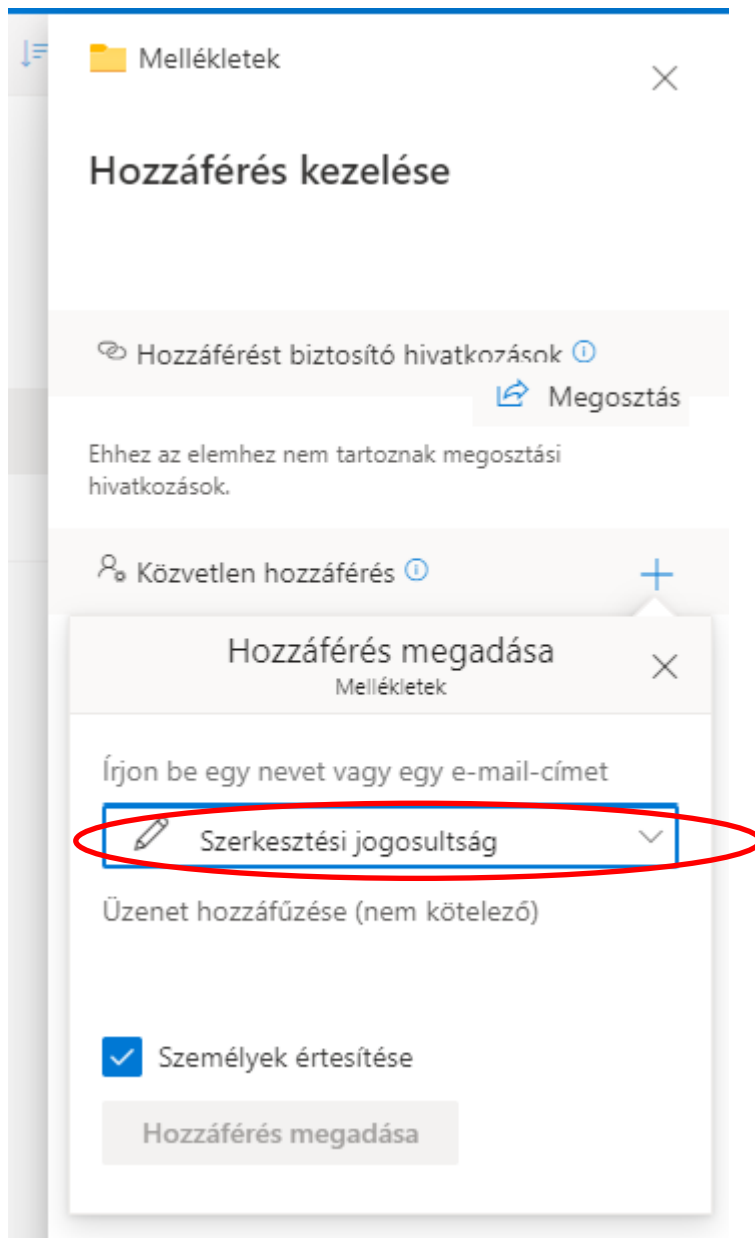 Mellékletek
Hozzáférés kezelése
Hozzáférést biztosító hivatkozások
Megosztás
Ehhez az elemhez nem tartoznak megosztási
hivatkozások.
Közvetlen hozzáférés
Hozzáférés megadása
Mellékletek
Írjon be egy nevet vagy egy e-mail-címet
Szerkesztési jogosultság
Üzenet hozzáfűzése (nem kötelező)
Személyek értesítése
Hozzáférés megadása